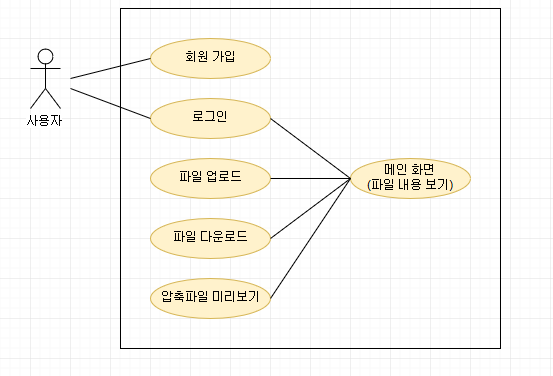 회원 가입
사용자
로그인
파일 업로드
메인 화면
(파일 내용 보기)
파일 다운로드
압축파일 미리보기